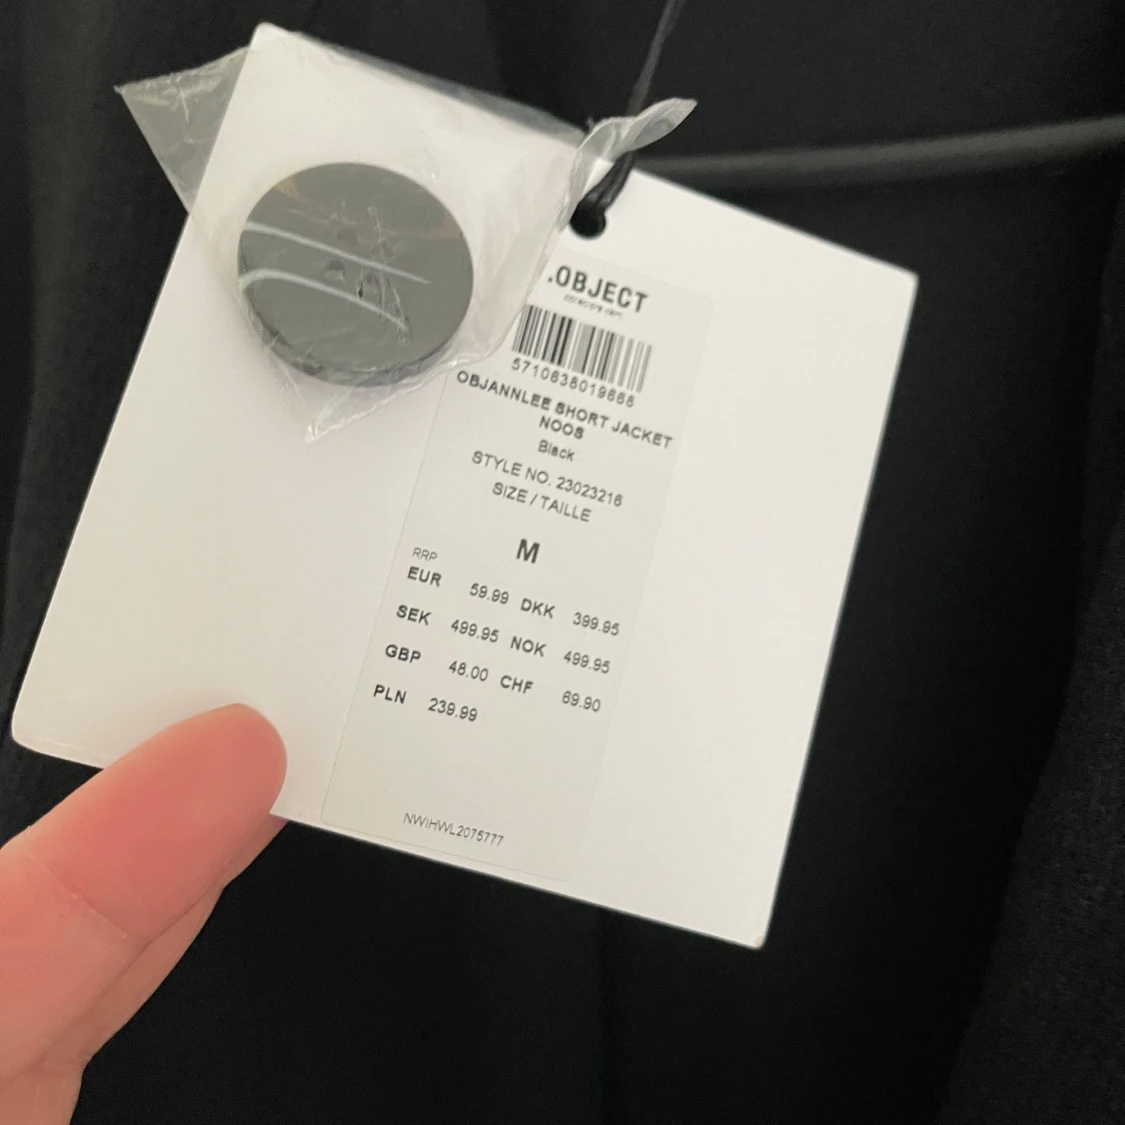 .OBJECT
5710636019666
OBJANNLEE SHORT JACKET
NOOS
Black
STYLE NO. 23023216
SIZE / TAILLE
M
RRP
EUR 59.99 DKK 399.95
SEK 499.95 NOK 499.95
GBP 48.00 CHF 69.90
PLN 239.99
NWIHWL2075777